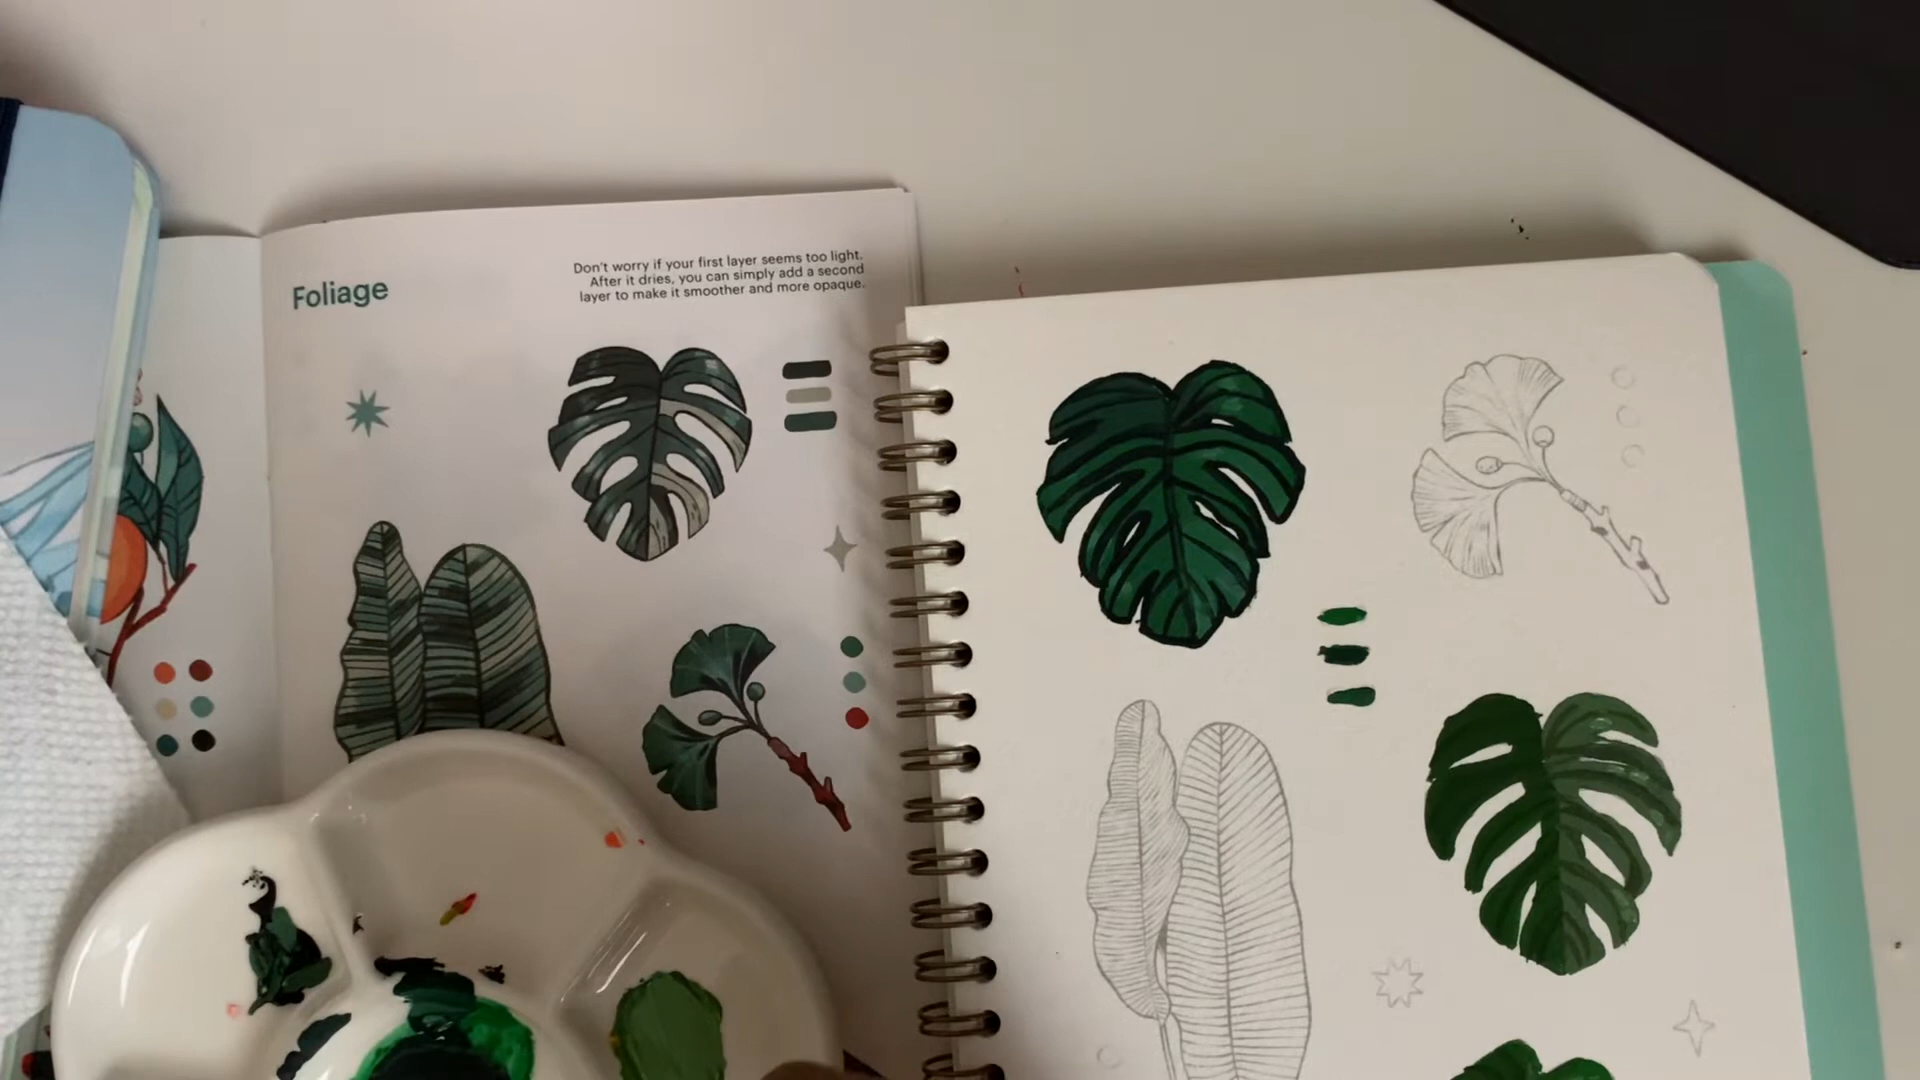 Foliage
Don't worry if your first layer seems too light.
After it dries, you can simply add a second
layer to make it smoother and more opaque.